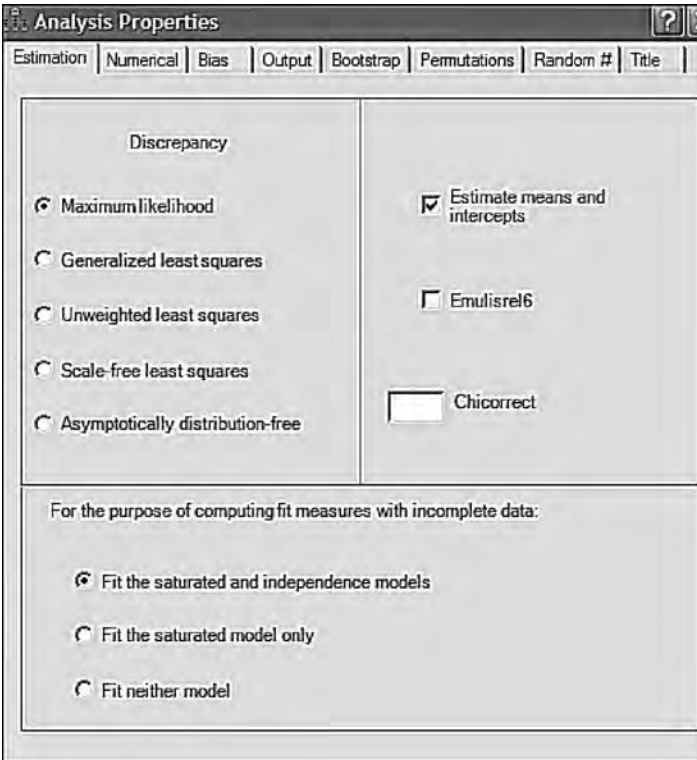 Analysis Properties
?
Estimation Numerical Bias Output Bootstrap Permutations Random # Title
Discrepancy
Maximum likelihood
Generalized least squares
Unweighted least squares
Scale-free least squares
Asymptotically distribution-free
Estimate means and
intercepts
Emulisrel6
Chicorrect
For the purpose of computing fit measures with incomplete data:
Fit the saturated and independence models
Fit the saturated model only
Fit neither model